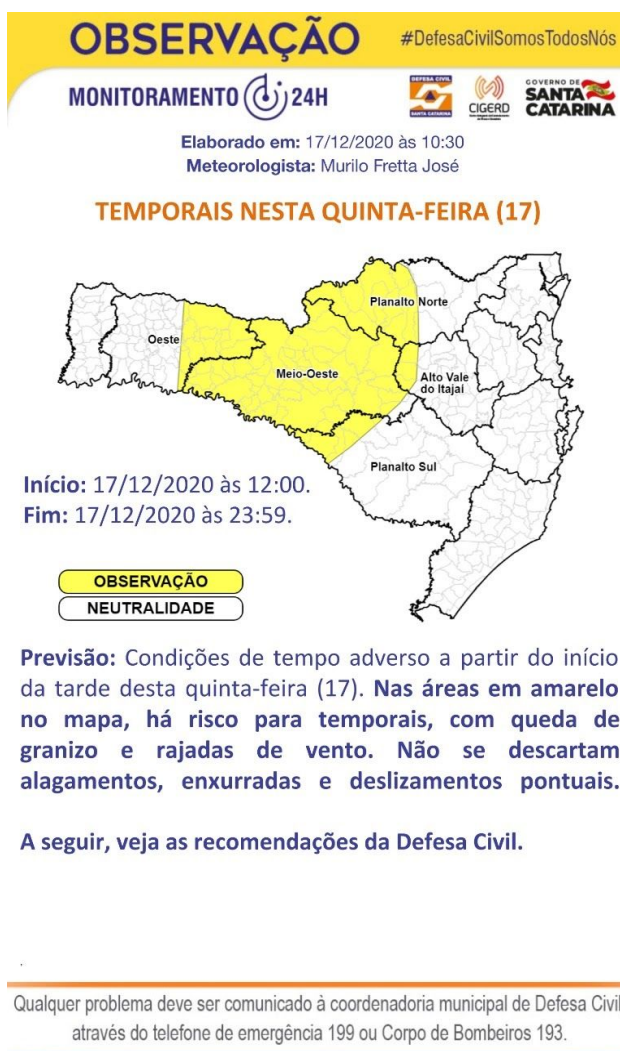 OBSERVAÇÃO
#DefesaCivilSomosTodosNós
MONITORAMENTO 24H
DEFESA CIVIL
SANTA CATARINA
CIGERD
GOVERNO DE
SANTA
CATARINA
Elaborado em: 17/12/2020 às 10:30
Meteorologista: Murilo Fretta José
TEMPORAIS NESTA QUINTA-FEIRA (17)
Planalto Norte
Oeste
Meio-Oeste
Alto Vale
do Itajaí
Planalto Sul
Início: 17/12/2020 às 12:00.
Fim: 17/12/2020 às 23:59.
OBSERVAÇÃO
NEUTRALIDADE
Previsão: Condições de tempo adverso a partir do início
da tarde desta quinta-feira (17). Nas áreas em amarelo
no mapa, há risco para temporais, com queda de
granizo e rajadas de vento. Não se descartam
alagamentos, enxurradas e deslizamentos pontuais.
A seguir, veja as recomendações da Defesa Civil.
.
Qualquer problema deve ser comunicado à coordenadoria municipal de Defesa Civil
através do telefone de emergência 199 ou Corpo de Bombeiros 193.